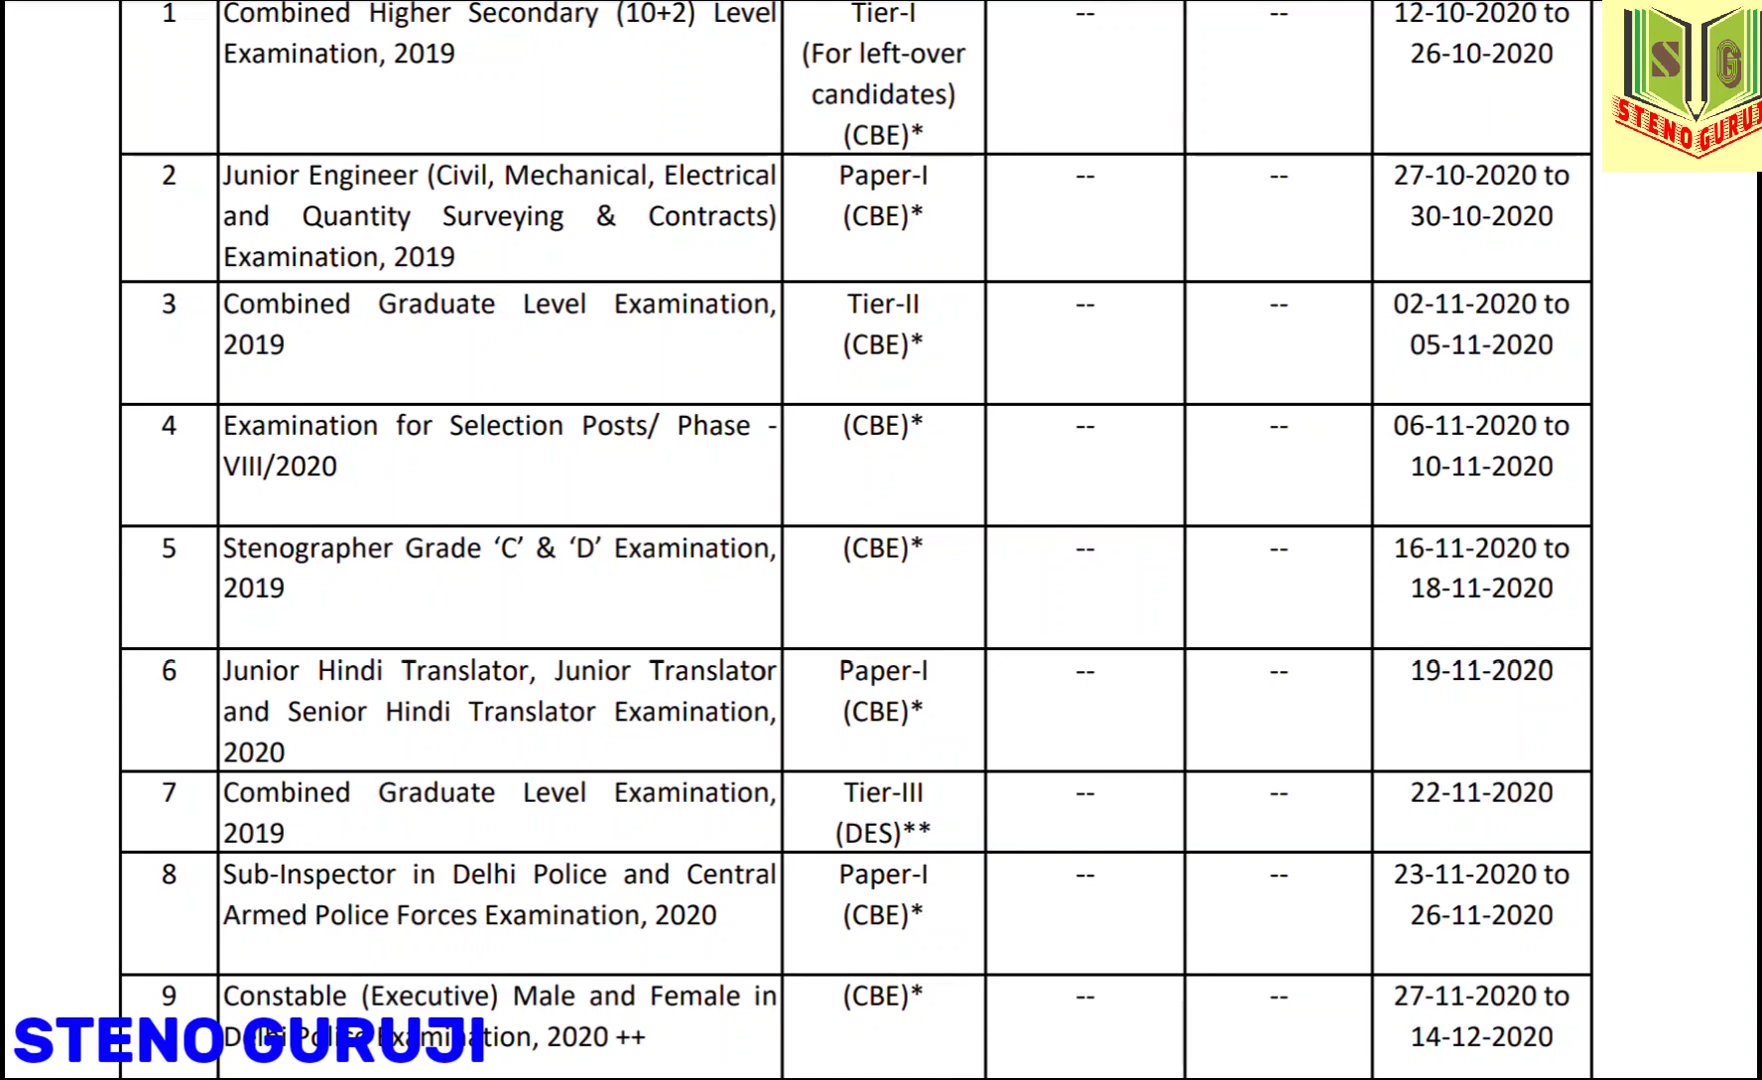 1 Combined Higher Secondary (10+2) Level Tier-I -- -- 12-10-2020 to
Examination, 2019 (For left-over 26-10-2020
candidates)
(CBE)*
2 Junior Engineer (Civil, Mechanical, Electrical Paper-I -- -- 27-10-2020 to
and Quantity Surveying & Contracts) (CBE)* 30-10-2020
Examination, 2019
3 Combined Graduate Level Examination, Tier-II -- -- 02-11-2020 to
2019 (CBE)* 05-11-2020
4 Examination for Selection Posts/ Phase - (CBE)* -- -- 06-11-2020 to
VIII/2020 10-11-2020
5 Stenographer Grade ‘C’ & ‘D’ Examination, (CBE)* -- -- 16-11-2020 to
2019 18-11-2020
6 Junior Hindi Translator, Junior Translator Paper-I -- -- 19-11-2020
and Senior Hindi Translator Examination, (CBE)*
2020
7 Combined Graduate Level Examination, Tier-III -- -- 22-11-2020
2019 (DES)**
8 Sub-Inspector in Delhi Police and Central Paper-I -- -- 23-11-2020 to
Armed Police Forces Examination, 2020 (CBE)* 26-11-2020
9 Constable (Executive) Male and Female in (CBE)* -- -- 27-11-2020 to
Delhi Police Examination, 2020 ++ 14-12-2020
STENO GURUJI
S G
STENO GURUJ